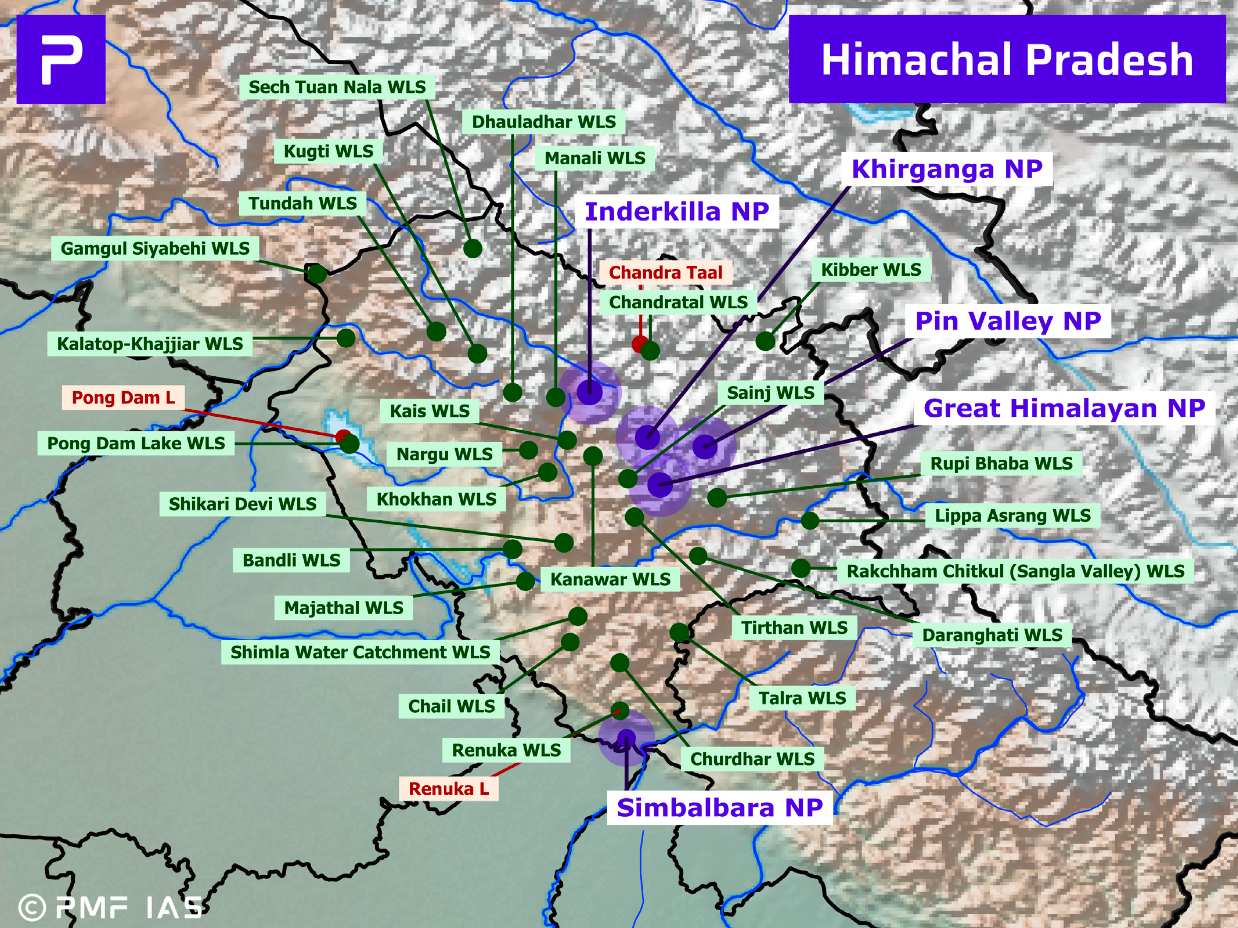 P
Himachal Pradesh
Sech Tuan Nala WLS
Dhauladhar WLS
Kugti WLS
Manali WLS
Khirganga NP
Tundah WLS
Inderkilla NP
Gamgul Siyabehi WLS
Chandra Taal
Kibber WLS
Chandratal WLS
Pin Valley NP
Kalatop-Khajjiar WLS
Pong Dam L
Sainj WLS
Kais WLS
Great Himalayan NP
Pong Dam Lake WLS
Nargu WLS
Rupi Bhaba WLS
Khokhan WLS
Shikari Devi WLS
Lippa Asrang WLS
Bandli WLS
Kanawar WLS
Rakchham Chitkul (Sangla Valley) WLS
Majathal WLS
Tirthan WLS
Daranghati WLS
Shimla Water Catchment WLS
Talra WLS
Chail WLS
Renuka WLS
Churdhar WLS
Renuka L
Simbalbara NP
© PMF IAS